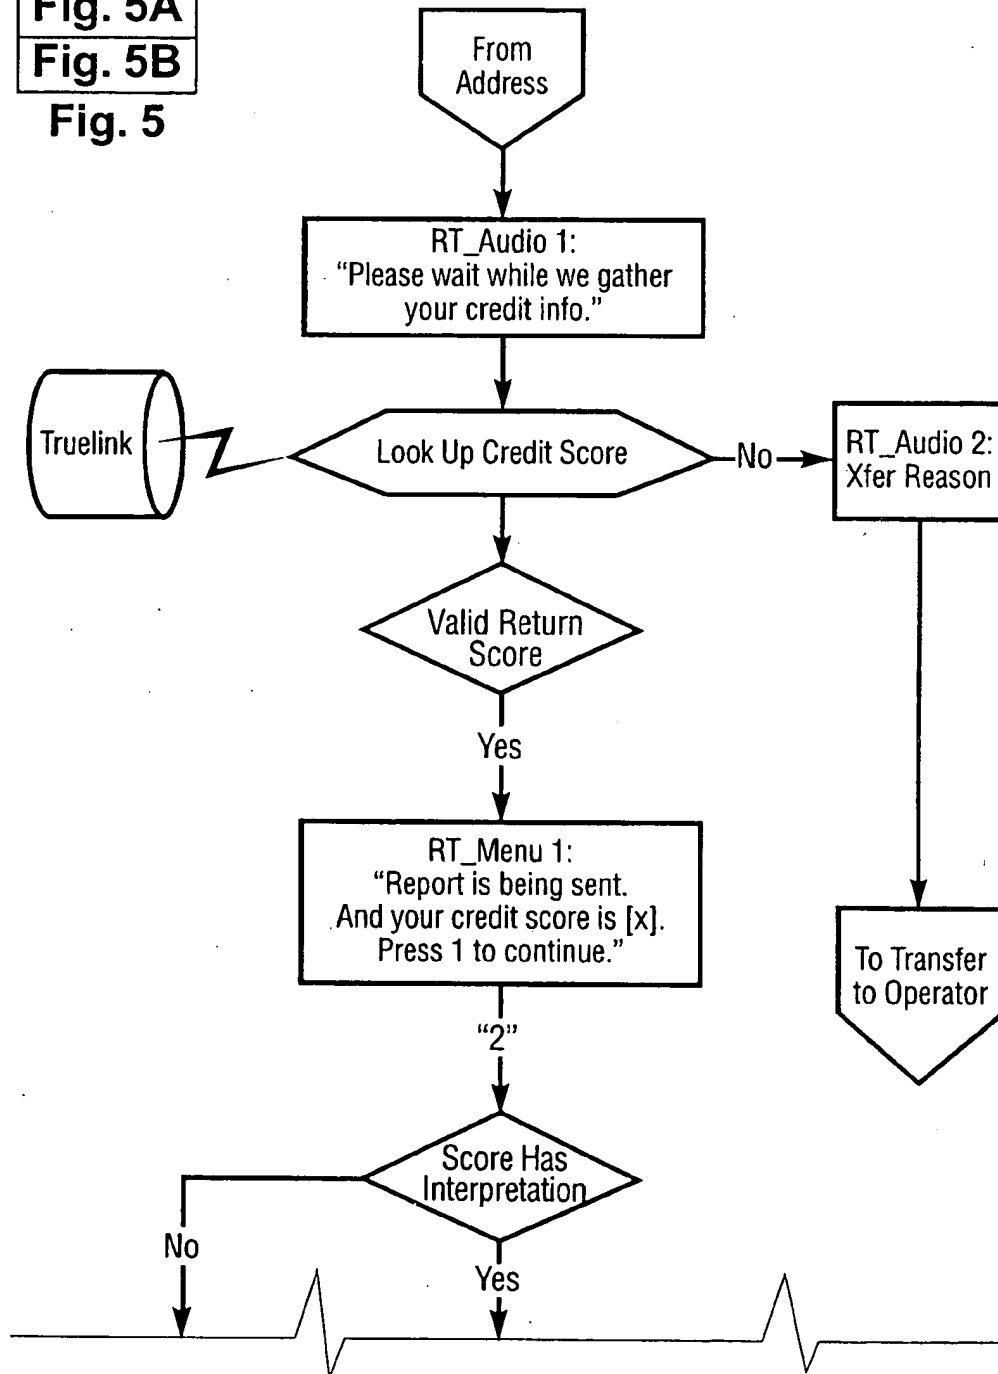 Fig. 5A
Fig. 5B
Fig. 5
From
Address
RT_Audio 1:
“Please wait while we gather
your credit info.”
Truelink
Look Up Credit Score
No
RT_Audio 2:
Xfer Reason
Valid Return
Score
Yes
RT_Menu 1:
“Report is being sent.
And your credit score is [x].
Press 1 to continue.”
To Transfer
to Operator
“2”
Score Has
Interpretation
No
Yes